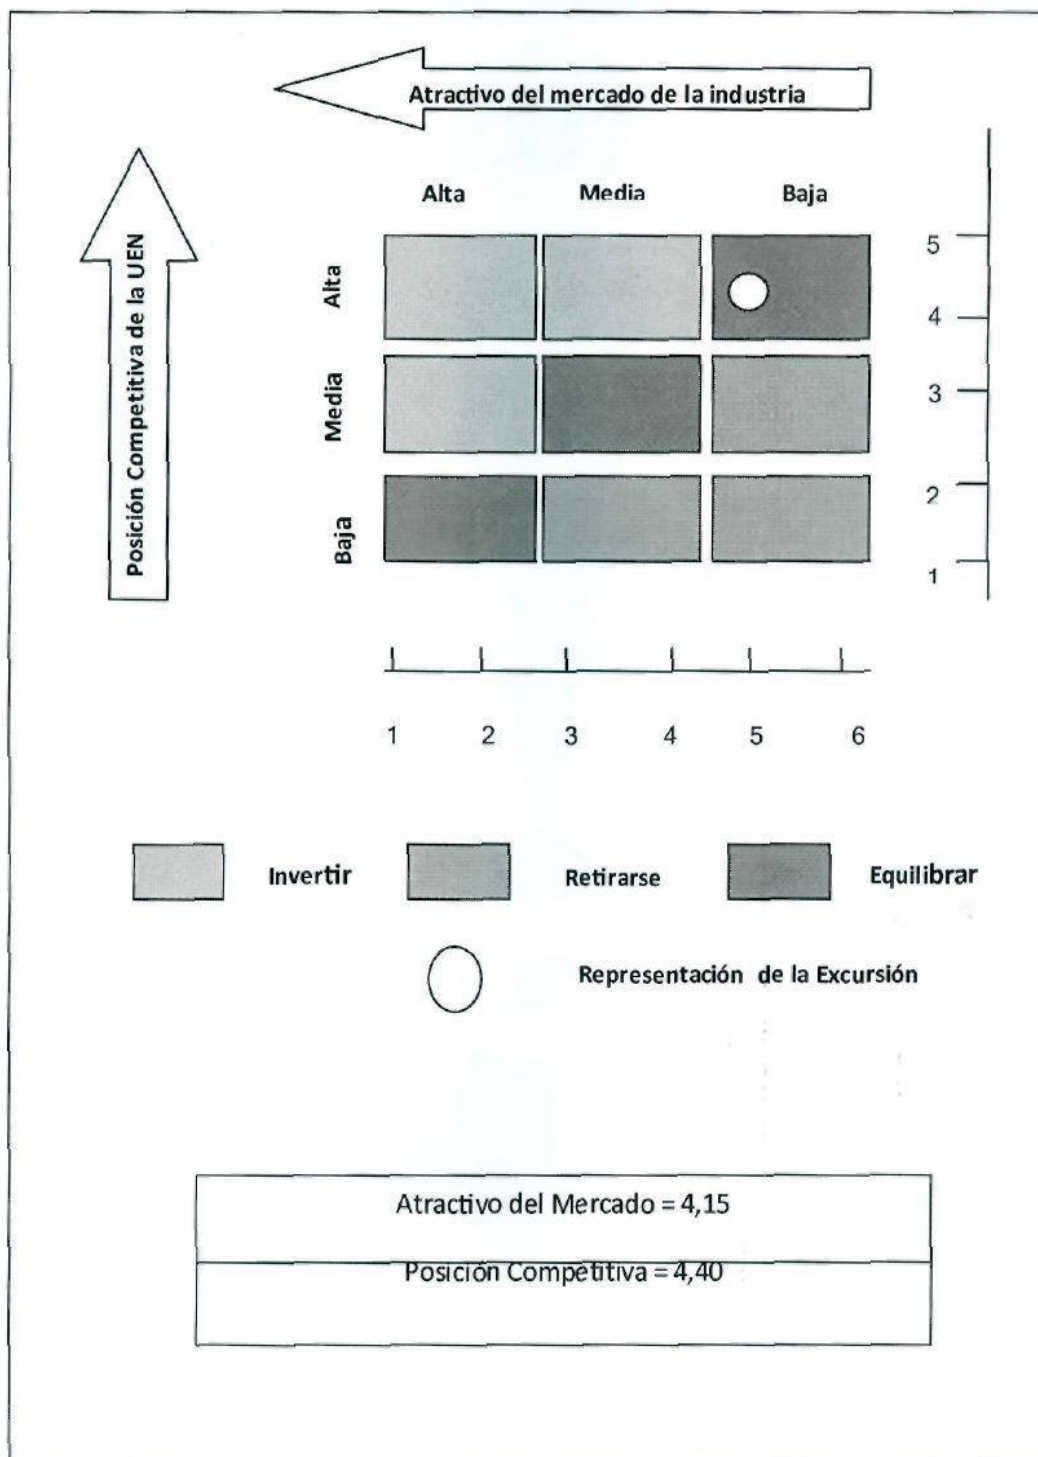 Atractivo del mercado de la industria
Posición Competitiva de la UEN
Alta Media Baja
Alta
Media
Baja
5
4
3
2
1
1 2 3 4 5 6
Invertir Retirarse Equilibrar
Representación de la Excursión
Atractivo del Mercado = 4,15
Posición Competitiva = 4,40